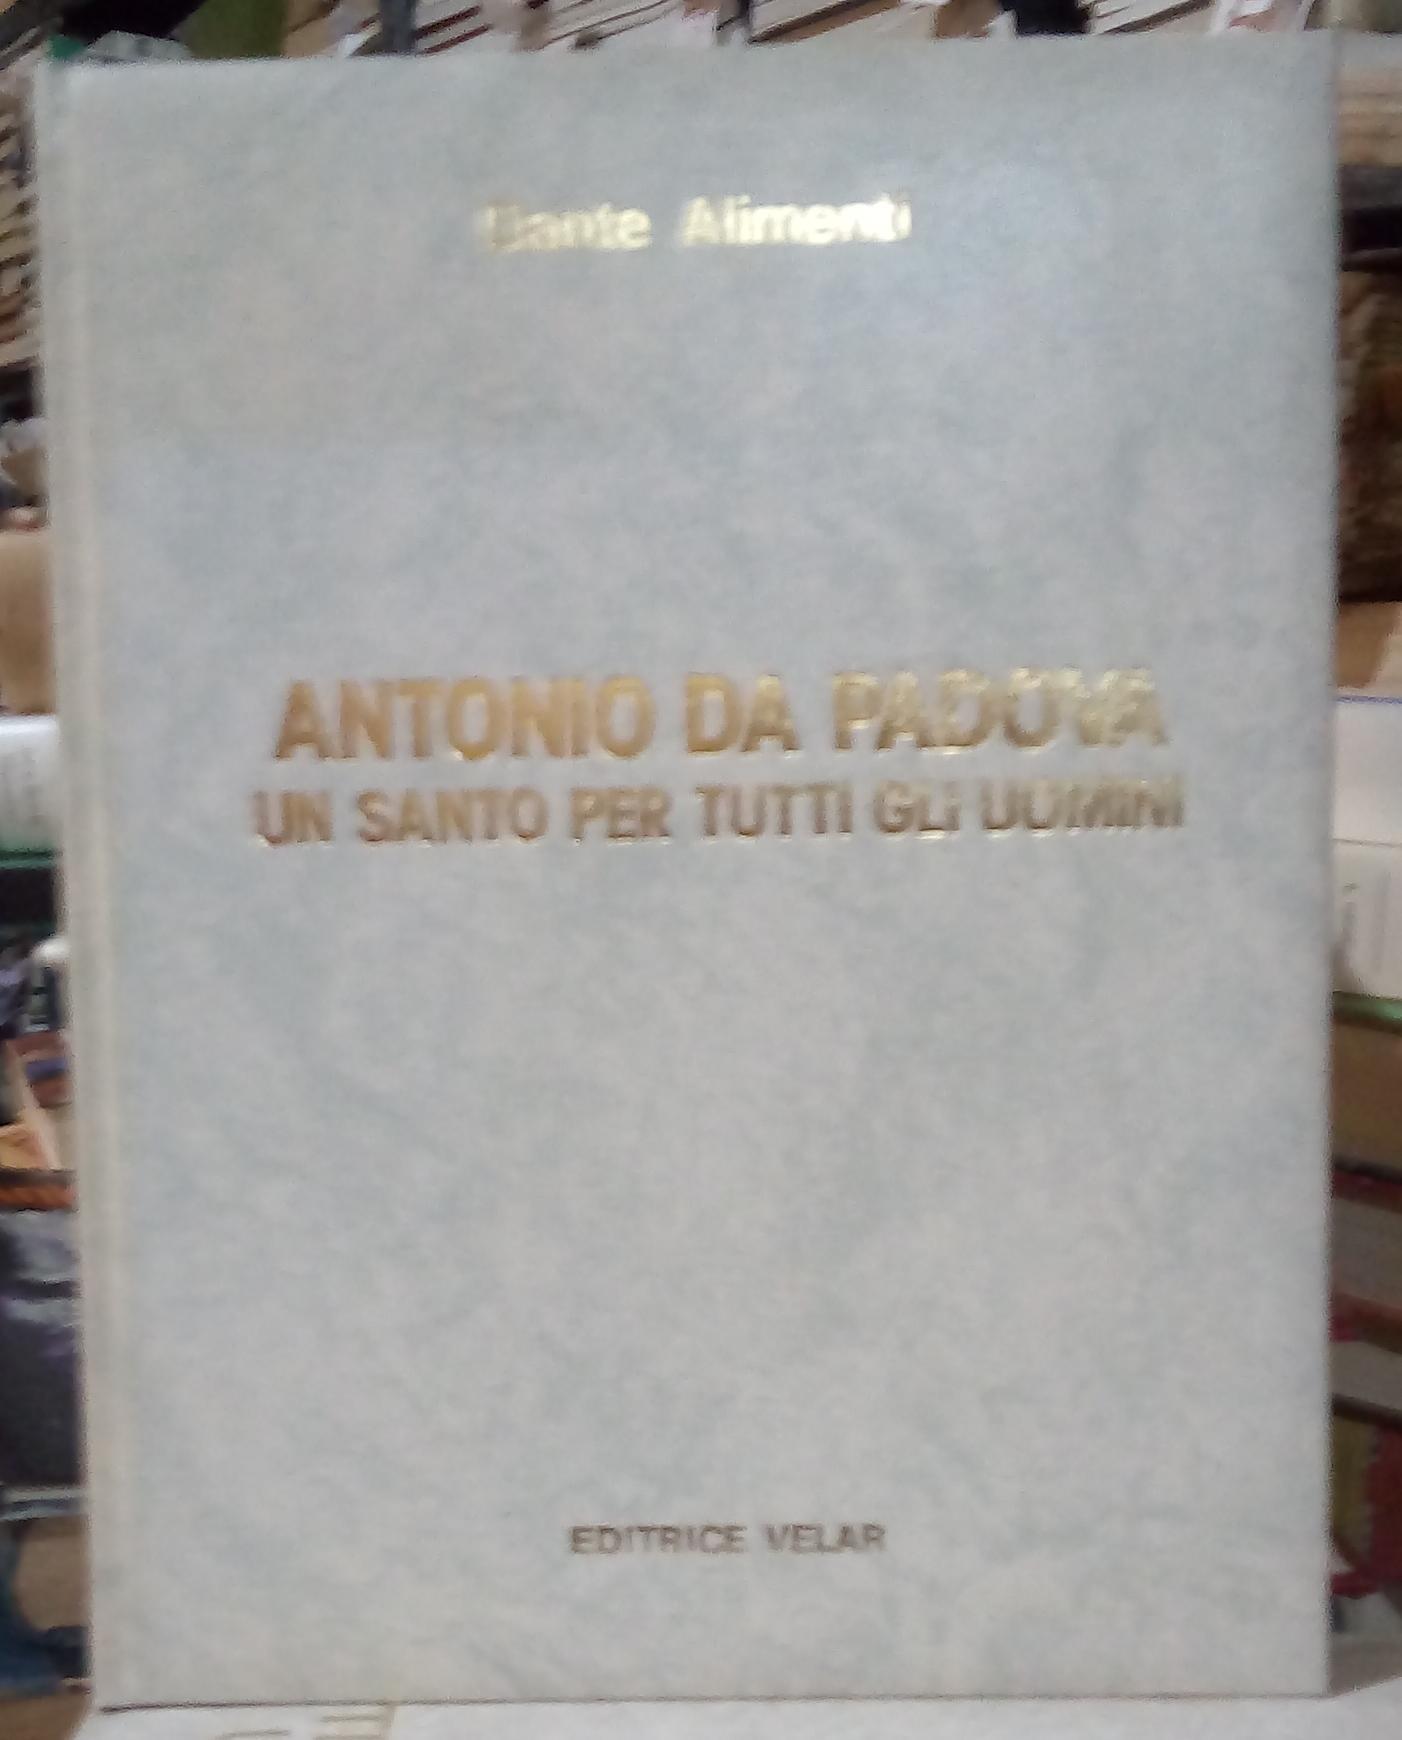 Dante Alimenti
ANTONIO DA PADOVA
UN SANTO PER TUTTI GLI UOMINI
EDITRICE VELAR